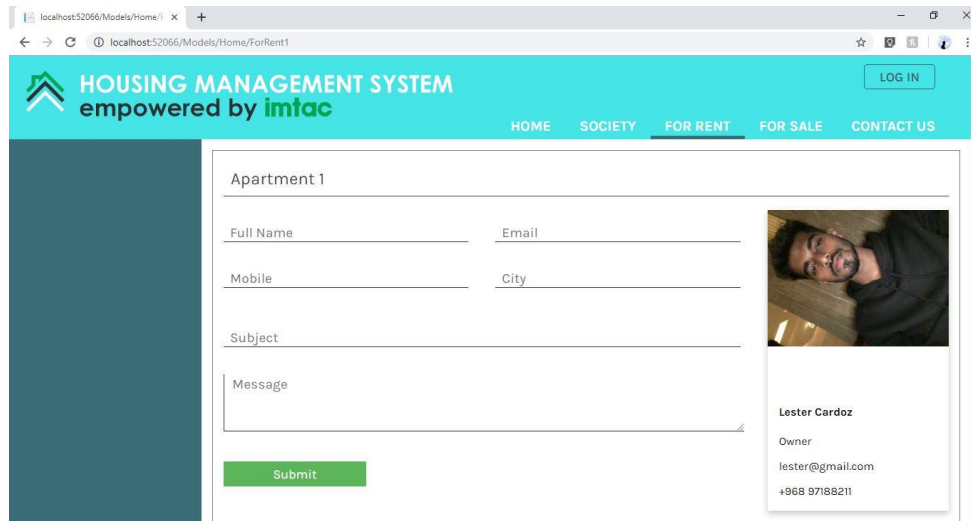 localhost:52066/Models/Home/
localhost:52066/Models/Home/ForRent1
HOUSING MANAGEMENT SYSTEM
empowered by imtac
LOG IN
HOME SOCIETY FOR RENT FOR SALE CONTACT US
Apartment 1
Full Name Email
Mobile City
Subject
Message
Submit
Lester Cardoz
Owner
lester@gmail.com
+968 97188211